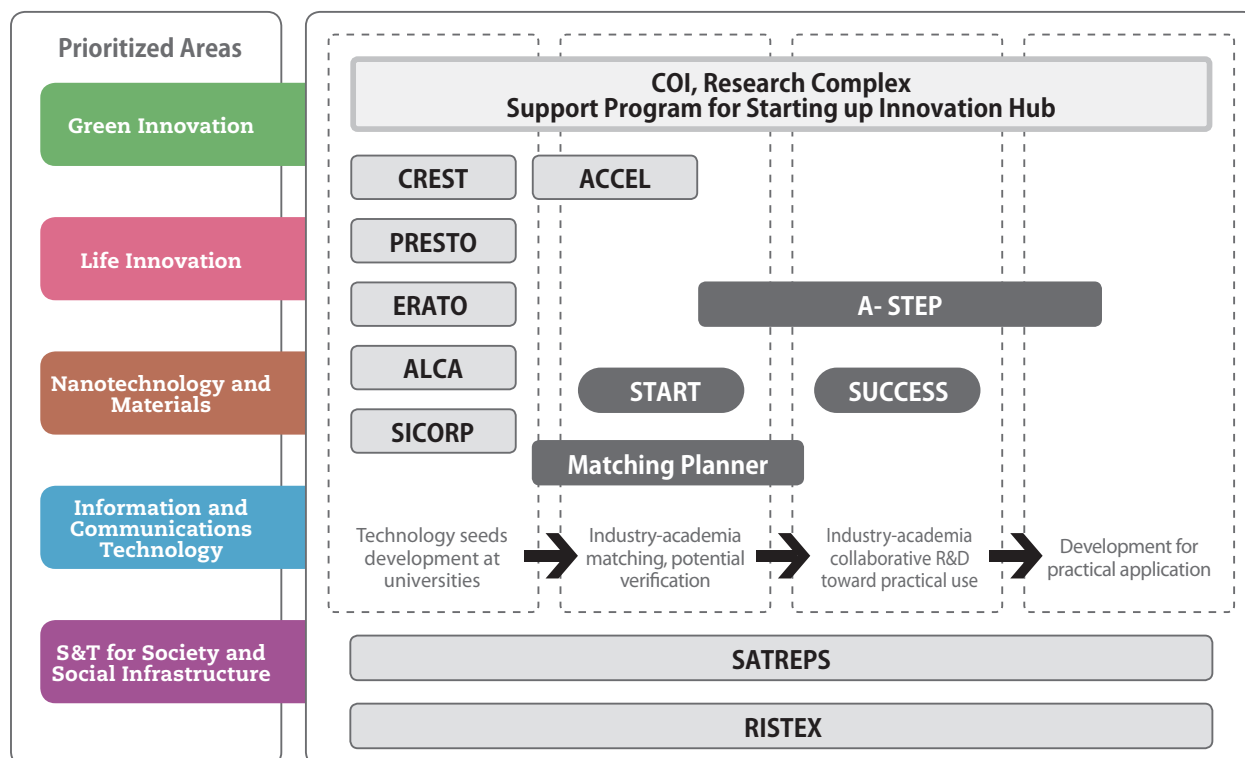 Prioritized Areas
Green Innovation
Life Innovation
Nanotechnology and
Materials
Information and
Communications
Technology
S&T for Society and
Social Infrastructure
COI, Research Complex
Support Program for Starting up Innovation Hub
CREST
ACCEL
PRESTO
ERATO
A- STEP
ALCA
START
SUCCESS
SICORP
Matching Planner
Technology seeds
development at
universities
Industry-academia
matching, potential
verification
Industry-academia
collaborative R&D
toward practical use
Development for
practical application
SATREPS
RISTEX